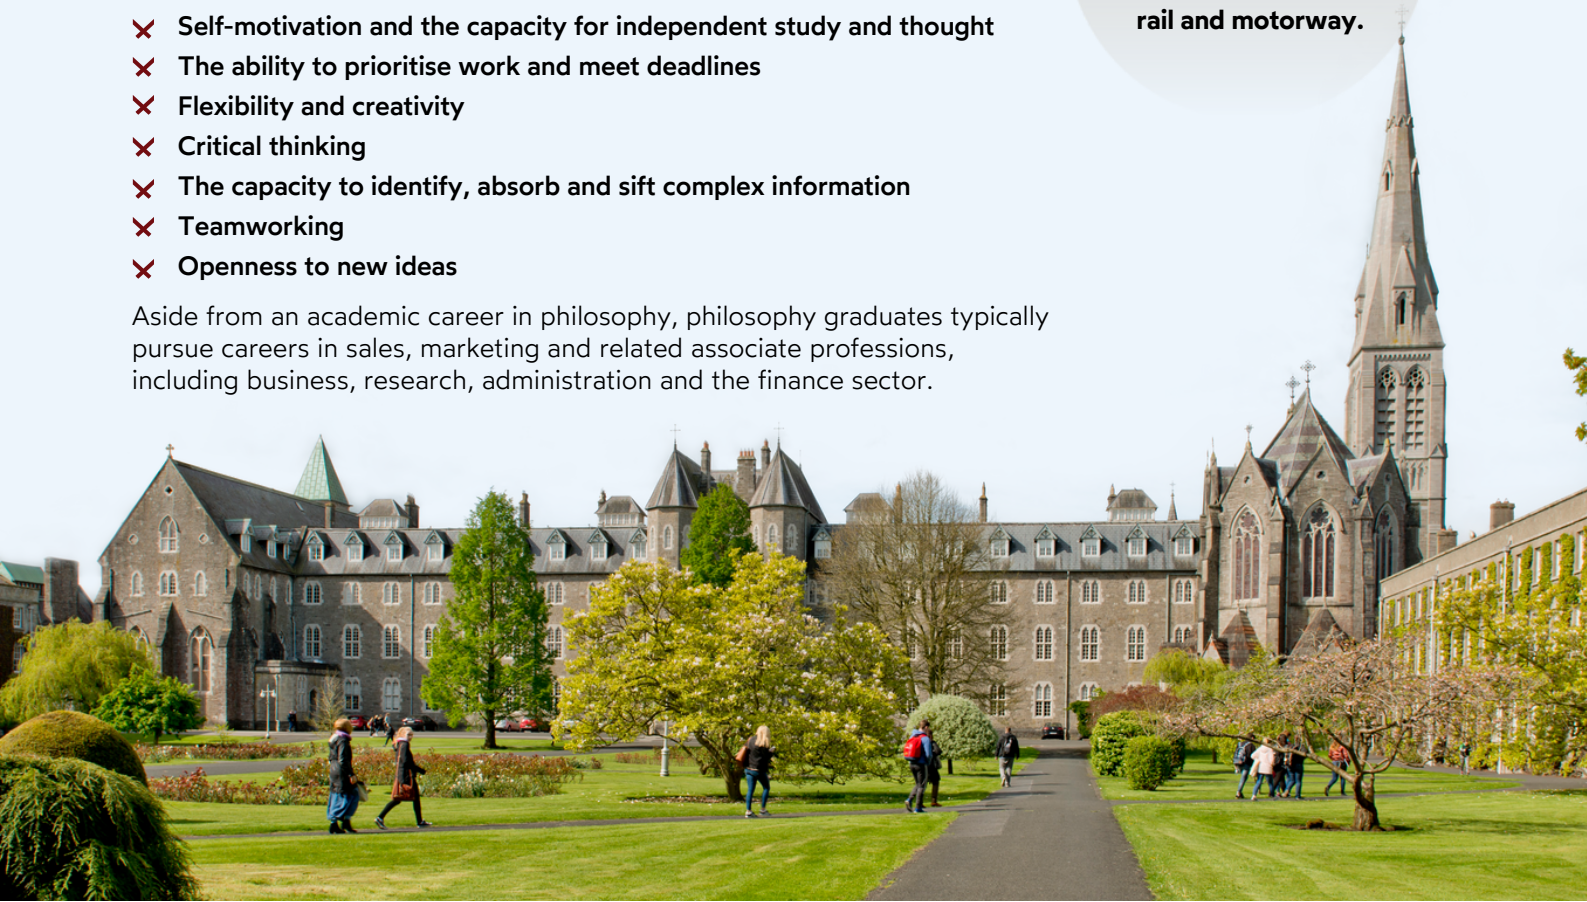 Self-motivation and the capacity for independent study and thought
The ability to prioritise work and meet deadlines
Flexibility and creativity
Critical thinking
The capacity to identify, absorb and sift complex information
Teamworking
Openness to new ideas
Aside from an academic career in philosophy, philosophy graduates typically
pursue careers in sales, marketing and related associate professions,
including business, research, administration and the finance sector.
rail and motorway.